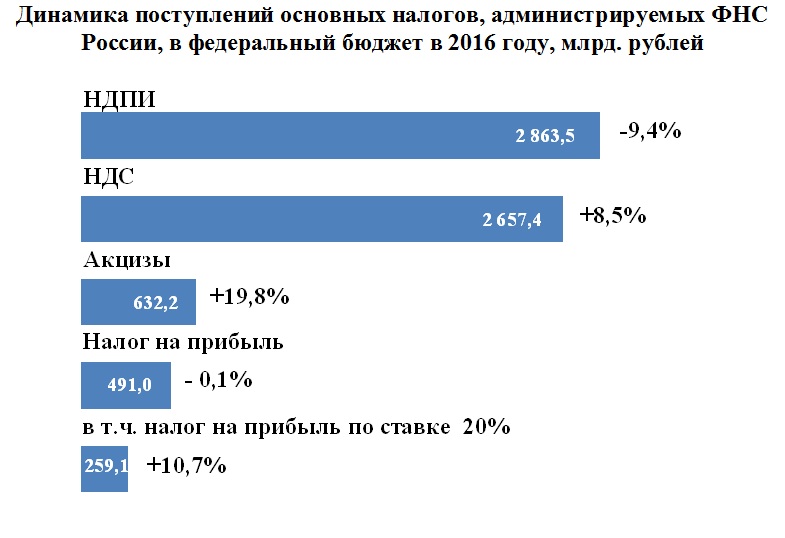 Динамика поступлений основных налогов, администрируемых ФНС
России, в федеральный бюджет в 2016 году, млрд. рублей
НДПИ
2 863,5 -9,4%
НДС
2 657,4 +8,5%
Акцизы
632,2 +19,8%
Налог на прибыль
491,0 - 0,1%
в т.ч. налог на прибыль по ставке 20%
259,1 +10,7%